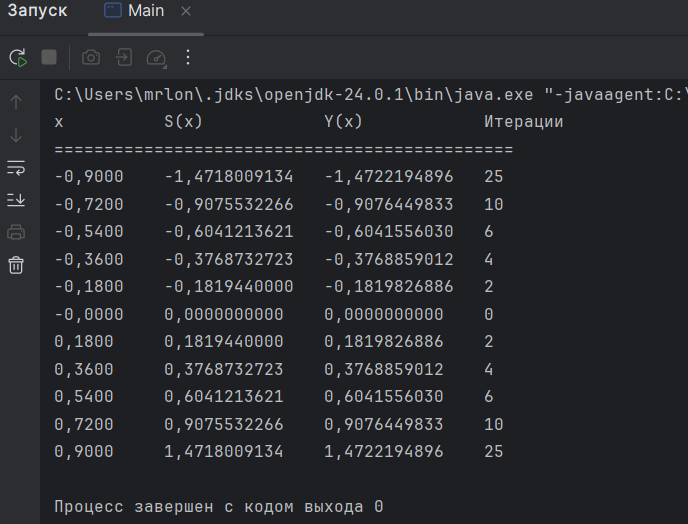 Запуск Main
C:\Users\mrlon\.jdks\openjdk-24.0.1\bin\java.exe "-javaagent:C:\
x S(x) Y(x) Итерации
==============================================
-0,9000 -1,4718009134 -1,4722194896 25
-0,7200 -0,9075532266 -0,9076449833 10
-0,5400 -0,6041213621 -0,6041556030 6
-0,3600 -0,3768732723 -0,3768859012 4
-0,1800 -0,1819440000 -0,1819826886 2
-0,0000 0,0000000000 0,0000000000 0
0,1800 0,1819440000 0,1819826886 2
0,3600 0,3768732723 0,3768859012 4
0,5400 0,6041213621 0,6041556030 6
0,7200 0,9075532266 0,9076449833 10
0,9000 1,4718009134 1,4722194896 25
Процесс завершен с кодом выхода 0